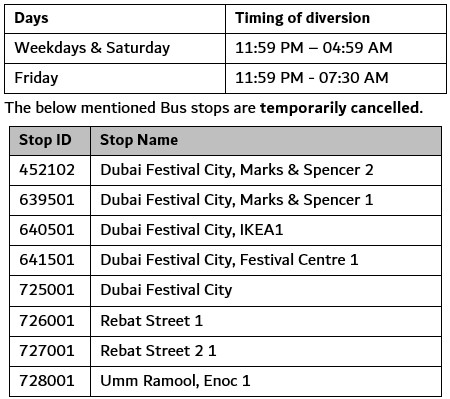 Days Timing of diversion
Weekdays & Saturday 11:59 PM – 04:59 AM
Friday 11:59 PM - 07:30 AM
The below mentioned Bus stops are temporarily cancelled.
Stop ID Stop Name
452102 Dubai Festival City, Marks & Spencer 2
639501 Dubai Festival City, Marks & Spencer 1
640501 Dubai Festival City, IKEA1
641501 Dubai Festival City, Festival Centre 1
725001 Dubai Festival City
726001 Rebat Street 1
727001 Rebat Street 2 1
728001 Umm Ramool, Enoc 1